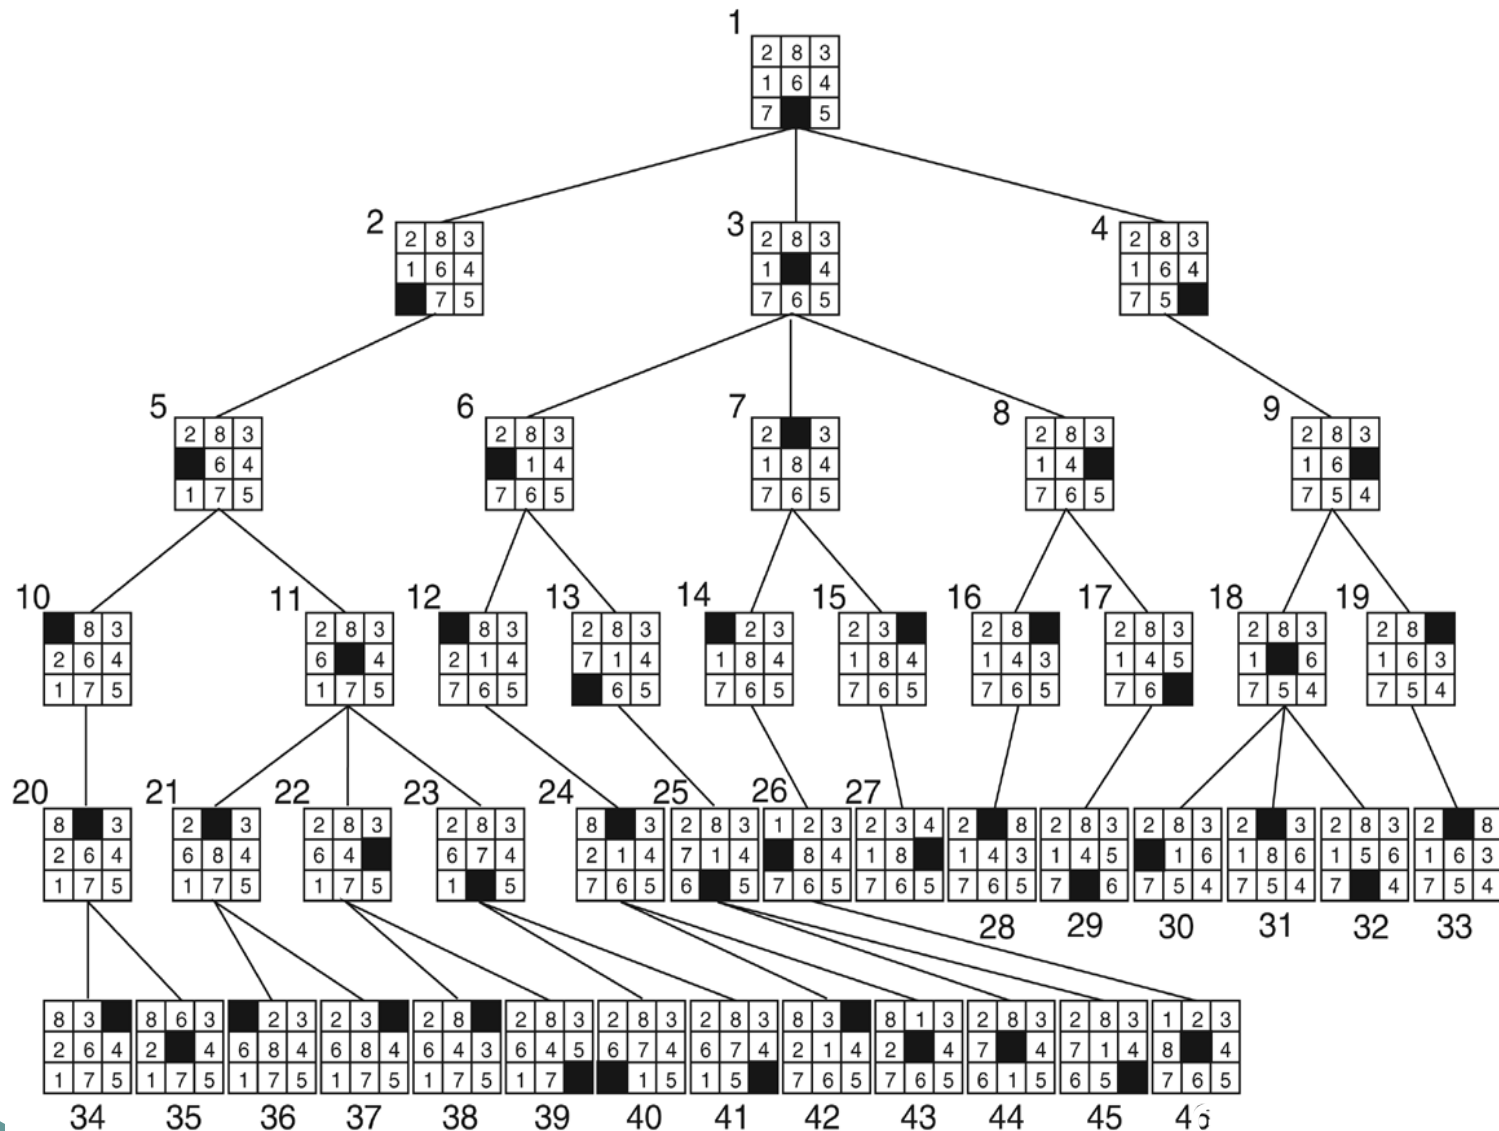 1
2 8 3
1 6 4
7 5
2
2 8 3
1 6 4
7 5
3
2 8 3
1 4
7 6 5
4
2 8 3
1 6 4
7 5
5
2 8 3
6 4
1 7 5
6
2 8 3
1 4
7 6 5
7
2 3
1 8 4
7 6 5
8
2 8 3
1 4
7 6 5
9
2 8 3
1 6
7 5 4
10
8 3
2 6 4
1 7 5
11
2 8 3
6 4
1 7 5
12
8 3
2 1 4
7 6 5
13
2 8 3
7 1 4
6 5
14
2 3
1 8 4
7 6 5
15
2 3
1 8 4
7 6 5
16
2 8
1 4 3
7 6 5
17
2 8 3
1 4 5
7 6
18
2 8 3
1 6
7 5 4
19
2 8
1 6 3
7 5 4
20
8 3
2 6 4
1 7 5
21
2 3
6 8 4
1 7 5
22
2 8 3
6 4
1 7 5
23
2 8 3
6 7 4
1 5
24
8 3
2 1 4
7 6 5
25
2 8 3
7 1 4
6 5
26
1 2 3
8 4
7 6 5
27
2 3 4
1 8
7 6 5
2 8
1 4 3
7 6 5
28
2 8 3
1 4 5
7 6
29
2 8 3
1 6
7 5 4
30
2 3
1 8 6
7 5 4
31
2 8 3
1 5 6
7 4
32
2 8
1 6 3
7 5 4
33
8 3
2 6 4
1 7 5
34
8 6 3
2 4
1 7 5
35
2 3
6 8 4
1 7 5
36
2 3
6 8 4
1 7 5
37
2 8
6 4 3
1 7 5
38
2 8 3
6 4 5
1 7
39
2 8 3
6 7 4
1 5
40
2 8 3
6 7 4
1 5
41
8 3
2 1 4
7 6 5
42
8 1 3
2 4
7 6 5
43
2 8 3
7 4
6 1 5
44
2 8 3
7 1 4
6 5
45
1 2 3
8 4
7 6 5
46